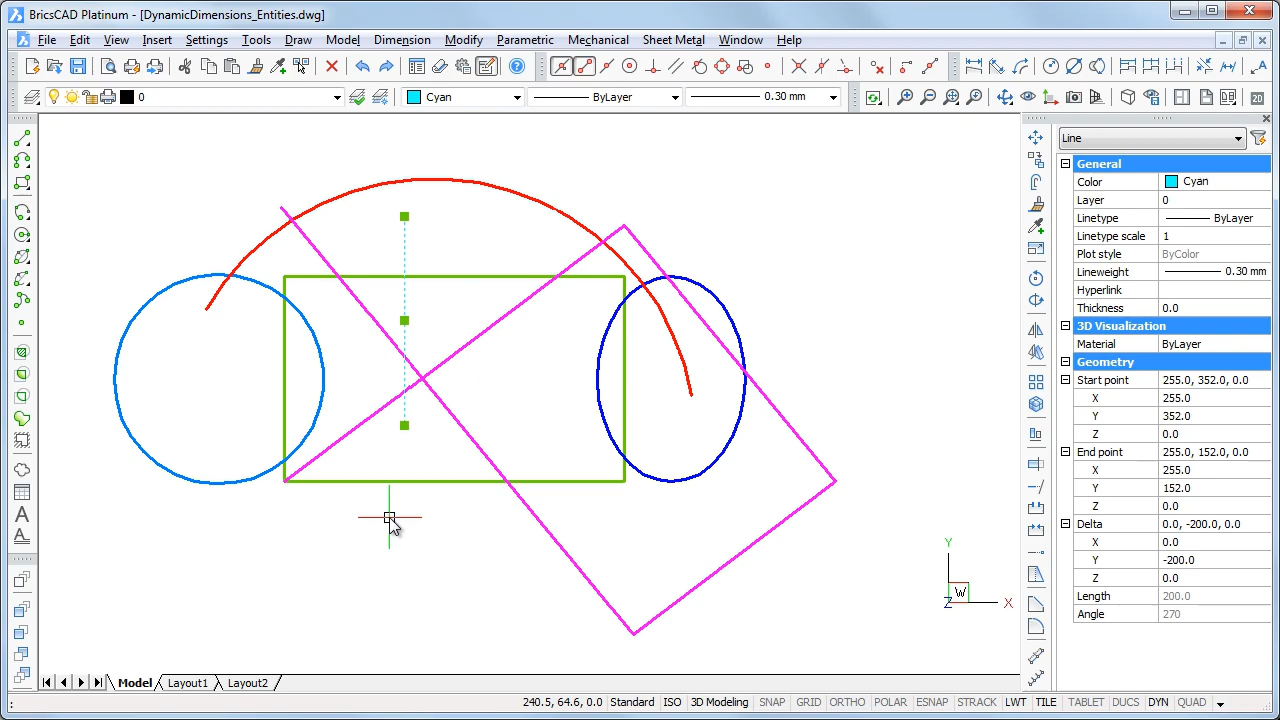 BricsCAD Platinum - [DynamicDimensions_Entities.dwg]
File Edit View Insert Settings Tools Draw Model Dimension Modify Parametric Mechanical Sheet Metal Window Help
0 Cyan ByLayer 0.30 mm
2D
Line
General
Color Cyan
Layer 0
Linetype ByLayer
Linetype scale 1
Plot style ByColor
Lineweight 0.30 mm
Hyperlink
Thickness 0.0
3D Visualization
Material ByLayer
Geometry
Start point 255.0, 352.0, 0.0
X 255.0
Y 352.0
Z 0.0
End point 255.0, 152.0, 0.0
X 255.0
Y 152.0
Z 0.0
Delta 0.0, -200.0, 0.0
X 0.0
Y -200.0
Z 0.0
Length 200.0
Angle 270
A
A
Y
W
Z X
Model Layout1 Layout2
: 240.5, 64.6, 0.0 Standard ISO 3D Modeling SNAP GRID ORTHO POLAR ESNAP STRACK LWT TILE TABLET DUCS DYN QUAD